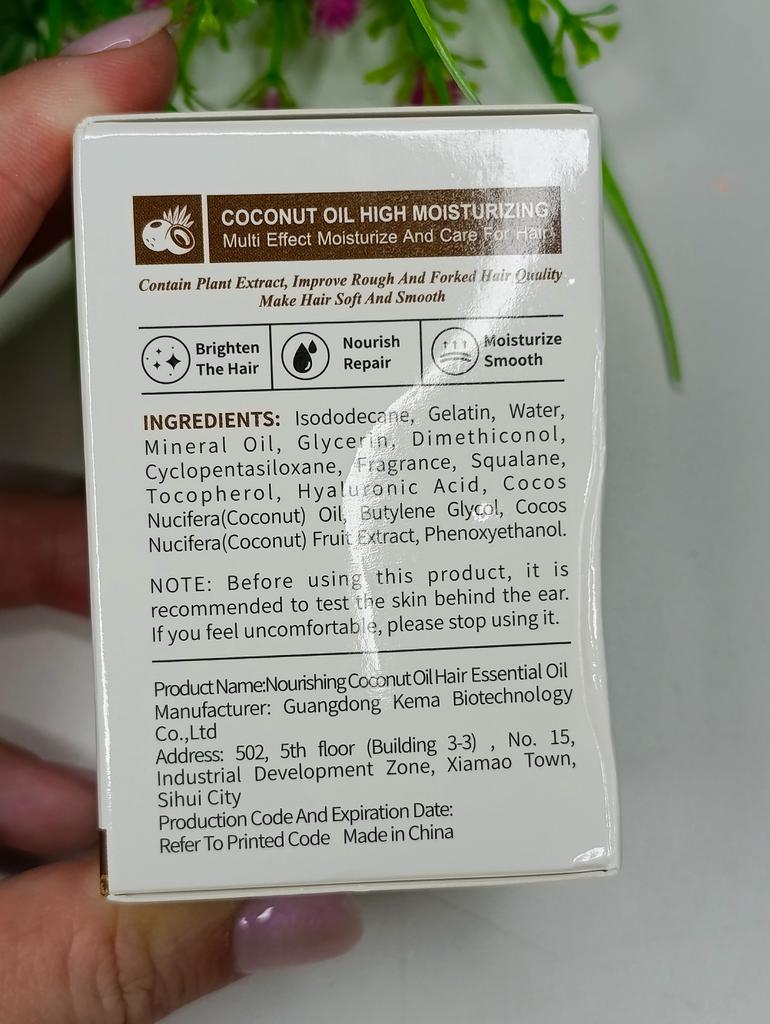 COCONUT OIL HIGH MOISTURIZING
Multi Effect Moisturize And Care For Hair
Contain Plant Extract, Improve Rough And Forked Hair Quality
Make Hair Soft And Smooth
Brighten
The Hair
Nourish
Repair
Moisturize
Smooth
INGREDIENTS: Isododecane, Gelatin, Water,
Mineral Oil, Glycerin, Dimethiconol,
Cyclopentasiloxane, Fragrance, Squalane,
Tocopherol, Hyaluronic Acid, Cocos
Nucifera(Coconut) Oil, Butylene Glycol, Cocos
Nucifera(Coconut) Fruit Extract, Phenoxyethanol.
NOTE: Before using this product, it is
recommended to test the skin behind the ear.
If you feel uncomfortable, please stop using it.
Product Name:Nourishing Coconut Oil Hair Essential Oil
Manufacturer: Guangdong Kema Biotechnology
Co.,Ltd
Address: 502, 5th floor (Building 3-3) , No. 15,
Industrial Development Zone, Xiamao Town,
Sihui City
Production Code And Expiration Date:
Refer To Printed Code Made in China